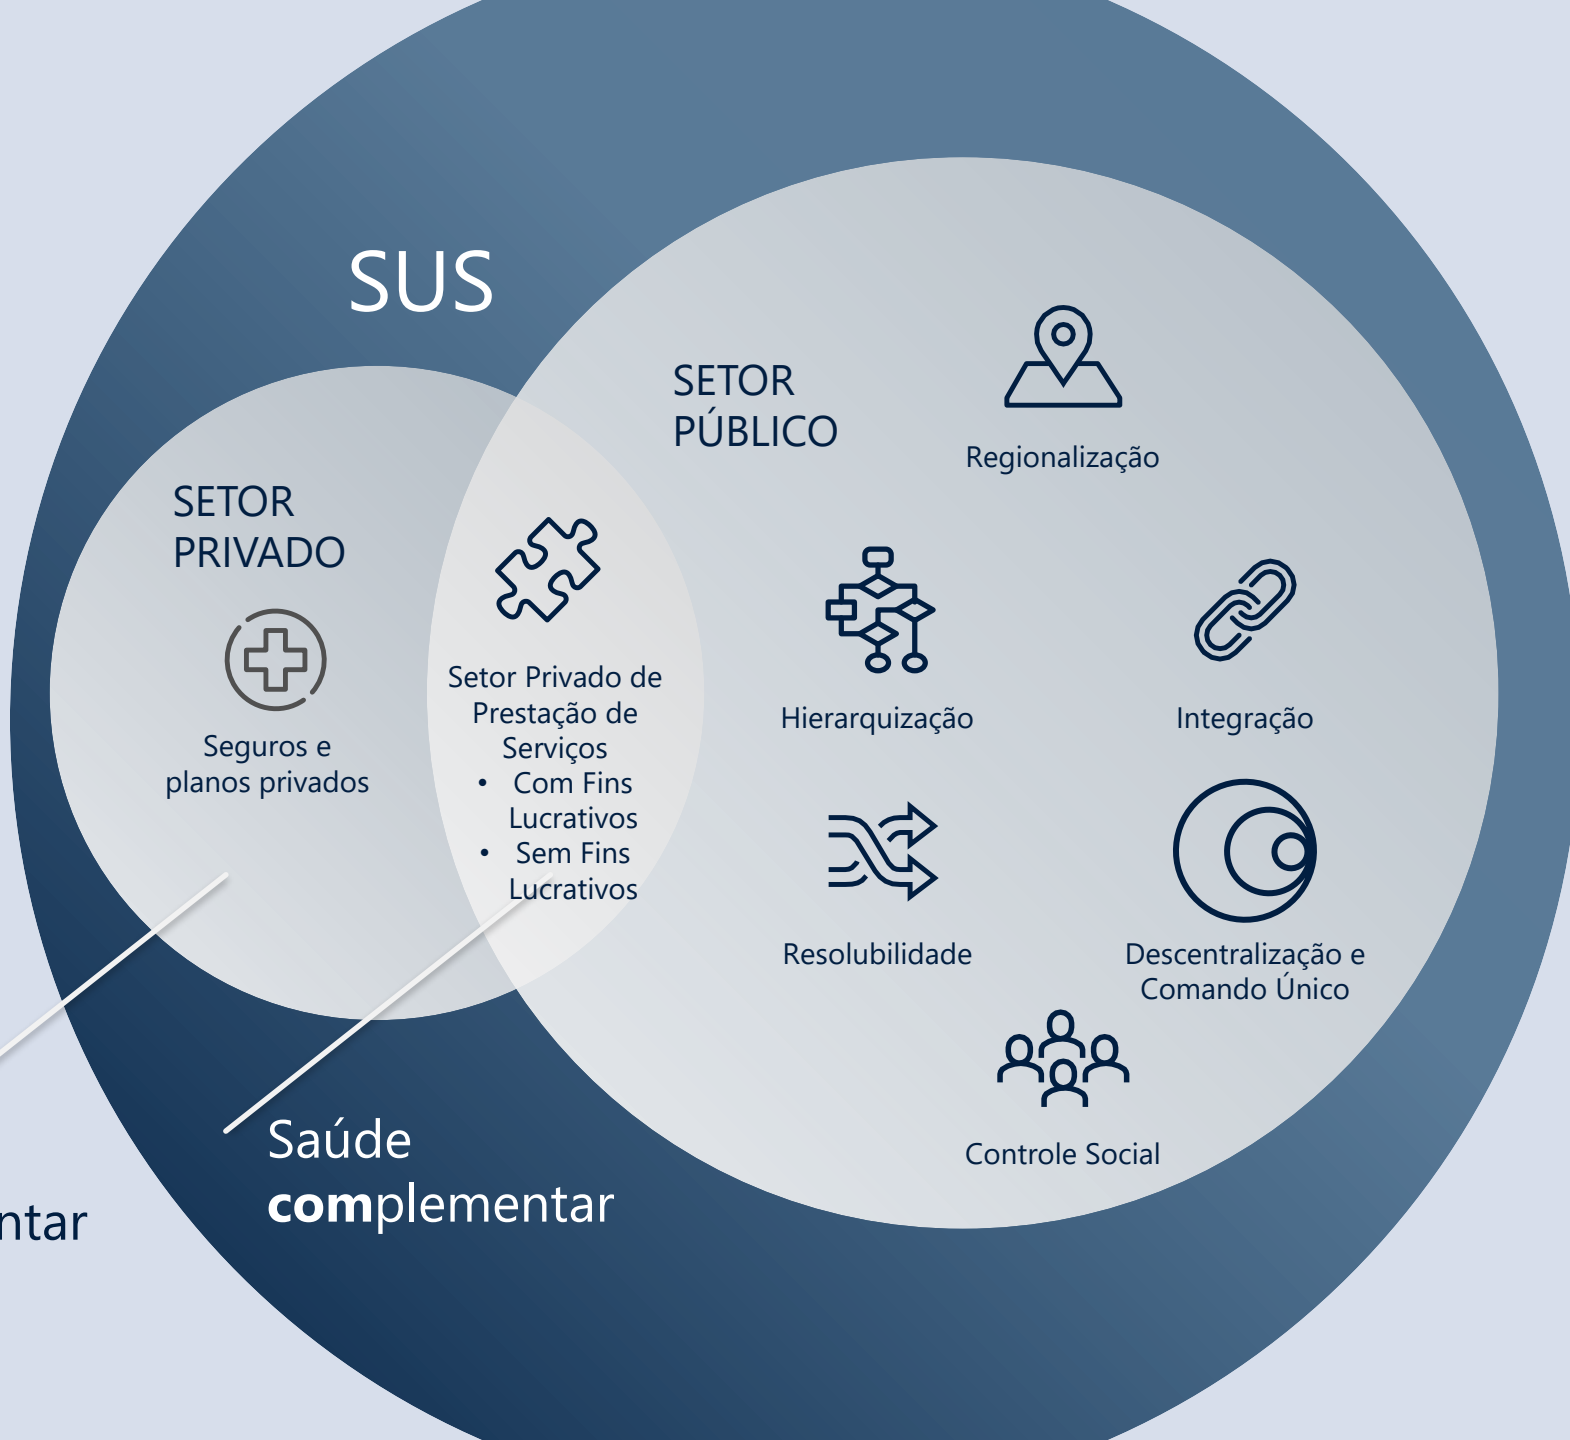 SUS
SETOR
PRIVADO
Seguros e
planos privados
Setor Privado de
Prestação de
Serviços
• Com Fins
Lucrativos
• Sem Fins
Lucrativos
SETOR
PÚBLICO
Regionalização
Hierarquização
Integração
Resolubilidade
Descentralização e
Comando Único
Controle Social
Saúde
complementar
ntar